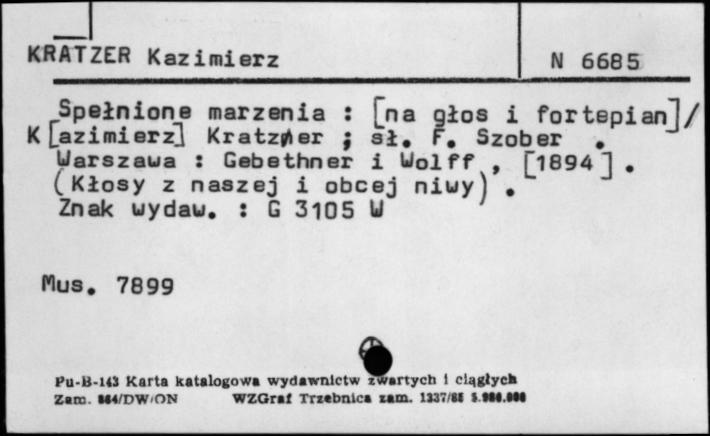 KRATZER Kazimierz N 6685
Spełnione marzenia : [na głos i fortepian]/
K[azimierz] Kratzner ; sł. F. Szober .
Warszawa : Gebethner i Wolff , [1894] .
(Kłosy z naszej i obcej niwy) .
Znak wydaw. : G 3105 W
Mus. 7899
Pu-B-143 Karta katalogowa wydawnictw zwartych i ciągłych
Zam. 864/DW/ON WZGraf Trzebnica zam. 1337/88